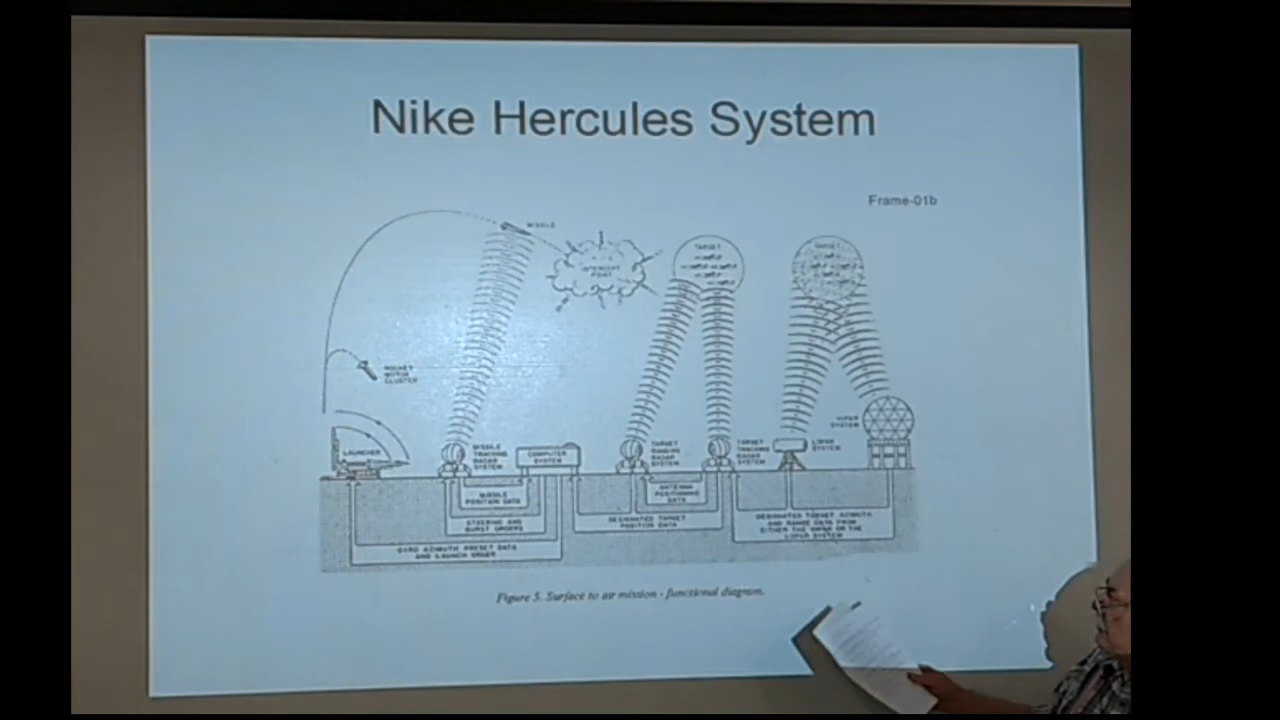 Nike Hercules System
Frame-01b
MISSILE
INTERCEPT
POINT
TARGET
TARGET
ROCKET
MOTOR
CLUSTER
LAUNCHER
MISSILE
TRACKING
RADAR
SYSTEM
COMPUTER
SYSTEM
TARGET
RANGING
RADAR
SYSTEM
TARGET
TRACKING
RADAR
SYSTEM
LOPAR
SYSTEM
HIPAR
SYSTEM
MISSILE
POSITION DATA
STEERING AND
BURST ORDERS
GYRO AZIMUTH PRESET DATA
AND LAUNCH ORDER
ANTENNA
POSITIONING
DATA
DESIGNATED TARGET
POSITION DATA
DESIGNATED TARGET AZIMUTH
AND RANGE DATA FROM
EITHER THE HIPAR OR THE
LOPAR SYSTEM
Figure 5. Surface to air mission - functional diagram.